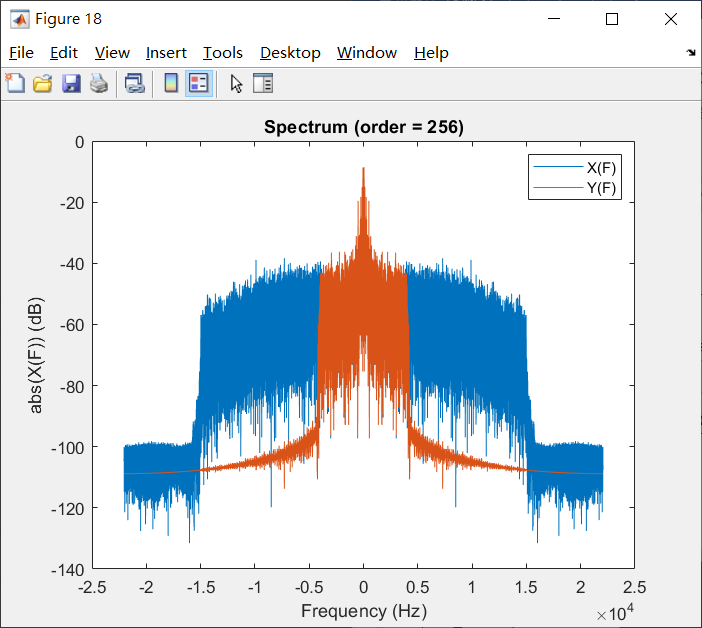 Figure 18
File Edit View Insert Tools Desktop Window Help
Spectrum (order = 256)
X(F)
Y(F)
abs(X(F)) (dB)
0
-20
-40
-60
-80
-100
-120
-140
-2.5 -2 -1.5 -1 -0.5 0 0.5 1 1.5 2 2.5
Frequency (Hz)
×10⁴